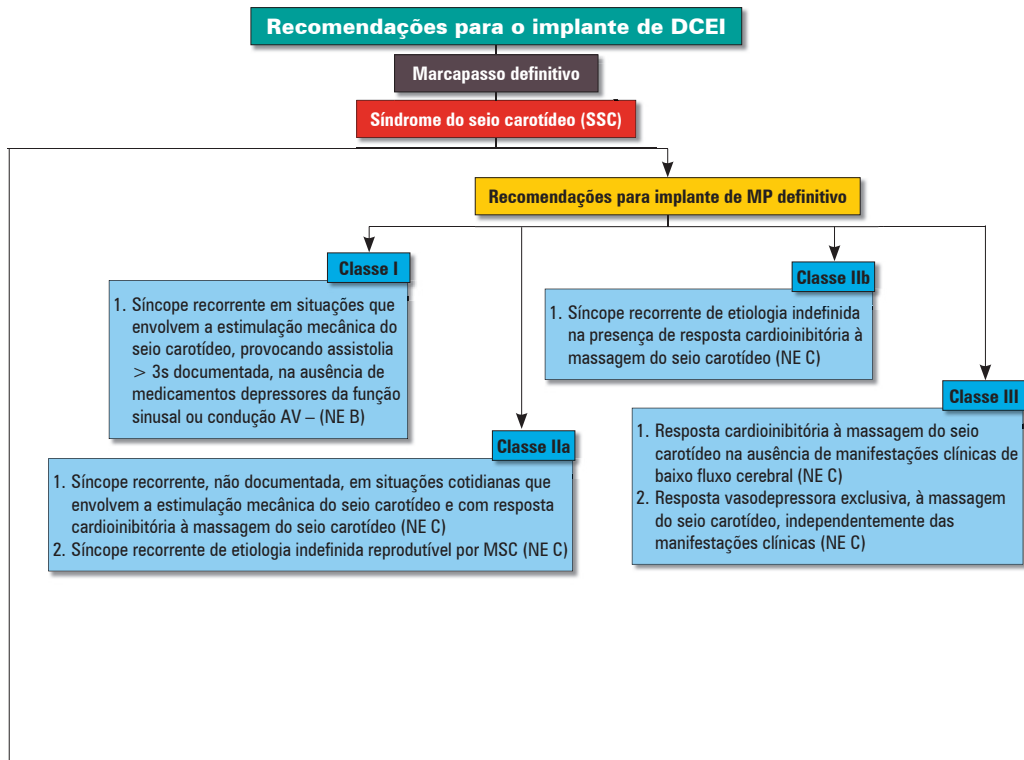 Recomendações para o implante de DCEI
Marcapasso definitivo
Síndrome do seio carotídeo (SSC)
Recomendações para implante de MP definitivo
Classe I
1. Síncope recorrente em situações que
envolvem a estimulação mecânica do
seio carotídeo, provocando assistolia
> 3s documentada, na ausência de
medicamentos depressores da função
sinusal ou condução AV – (NE B)
Classe IIa
1. Síncope recorrente, não documentada, em situações cotidianas que
envolvem a estimulação mecânica do seio carotídeo e com resposta
cardioinibitória à massagem do seio carotídeo (NE C)
2. Síncope recorrente de etiologia indefinida reprodutível por MSC (NE C)
Classe IIb
1. Síncope recorrente de etiologia indefinida
na presença de resposta cardioinibitória à
massagem do seio carotídeo (NE C)
Classe III
1. Resposta cardioinibitória à massagem do seio
carotídeo na ausência de manifestações clínicas de
baixo fluxo cerebral (NE C)
2. Resposta vasodepressora exclusiva, à massagem
do seio carotídeo, independentemente das
manifestações clínicas (NE C)